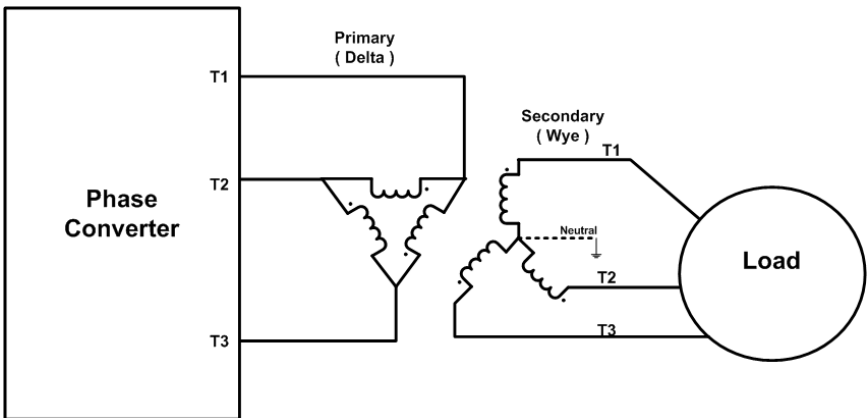 Primary
( Delta )
T1
Secondary
( Wye )
T1
T2
Phase
Converter
Neutral
Load
T2
T3
T3